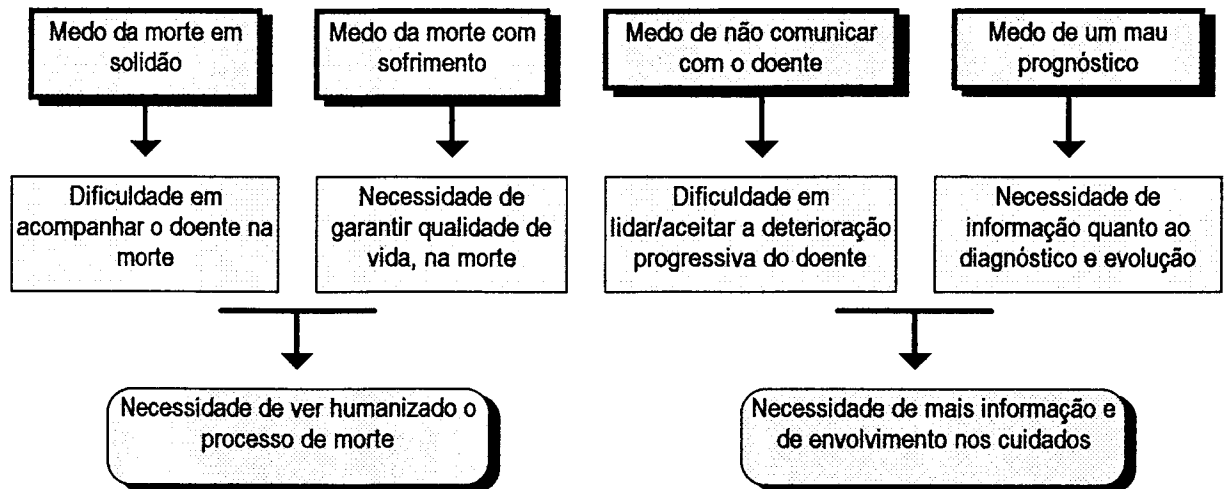 Medo da morte em
solidão
Medo da morte com
sofrimento
Medo de não comunicar
com o doente
Medo de um mau
prognóstico
Dificuldade em
acompanhar o doente na
morte
Necessidade de
garantir qualidade de
vida, na morte
Dificuldade em
lidar/aceitar a deterioração
progressiva do doente
Necessidade de
informação quanto ao
diagnóstico e evolução
Necessidade de ver humanizado o
processo de morte
Necessidade de mais informação e
de envolvimento nos cuidados